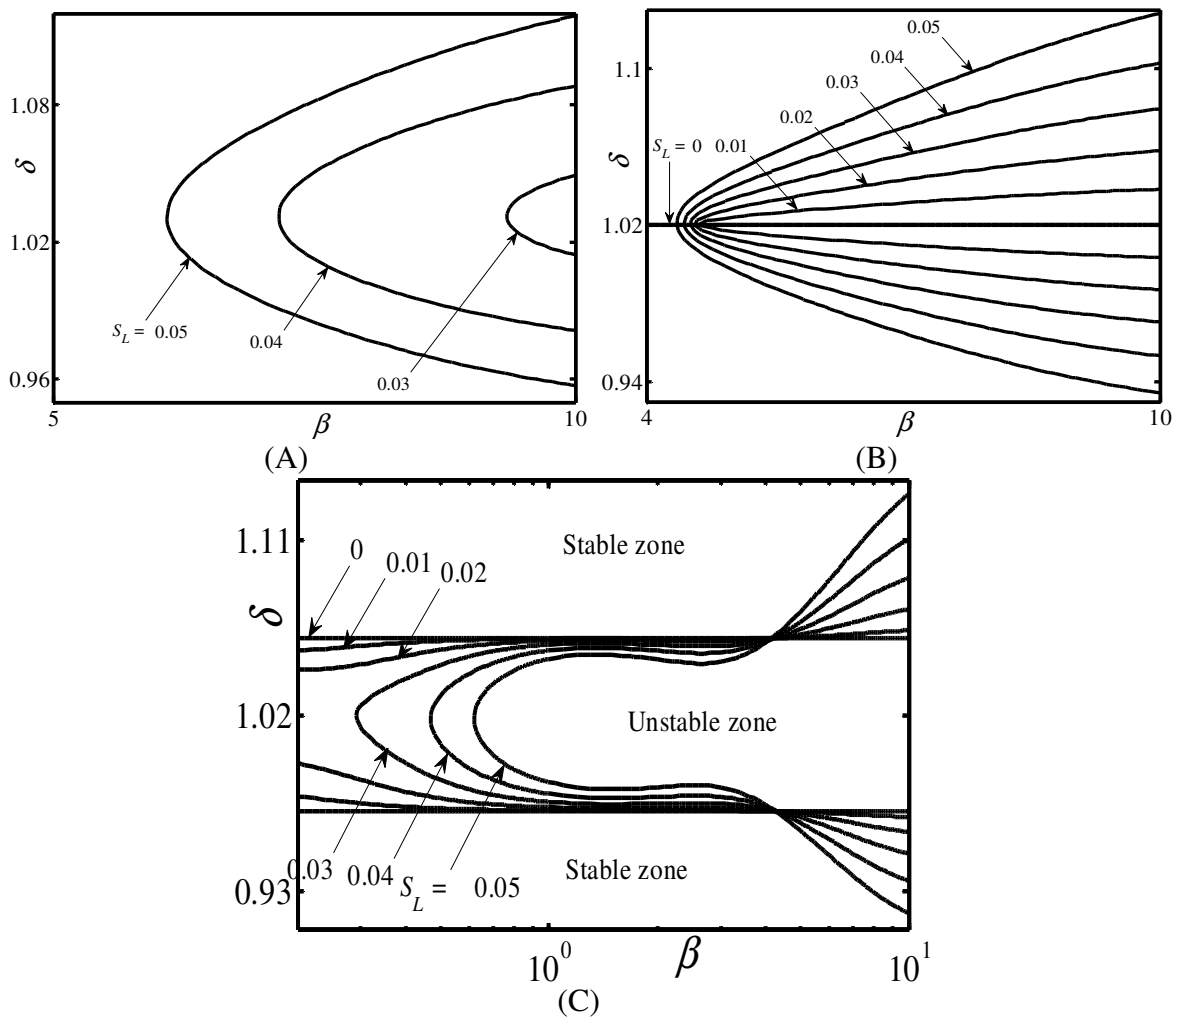 1.08
δ
1.02
S_L = 0.05
0.04
0.03
0.96
5
β
10
(A)
0.05
1.1
0.04
0.03
0.02
δ
S_L = 0 0.01
1.02
0.94
4
β
10
(B)
1.11
Stable zone
0
0.01
0.02
δ
1.02
Unstable zone
0.03 0.04 S_L = 0.05
Stable zone
0.93
10^0
β
10^1
(C)